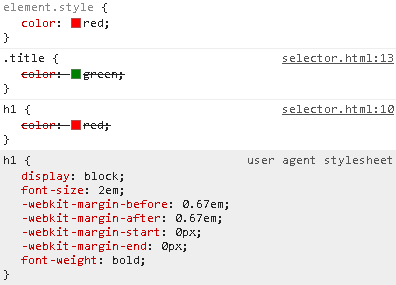 element.style {
color: red;
}
.title { selector.html:13
color: green;
}
h1 { selector.html:10
color: red;
}
h1 { user agent stylesheet
display: block;
font-size: 2em;
-webkit-margin-before: 0.67em;
-webkit-margin-after: 0.67em;
-webkit-margin-start: 0px;
-webkit-margin-end: 0px;
font-weight: bold;
}